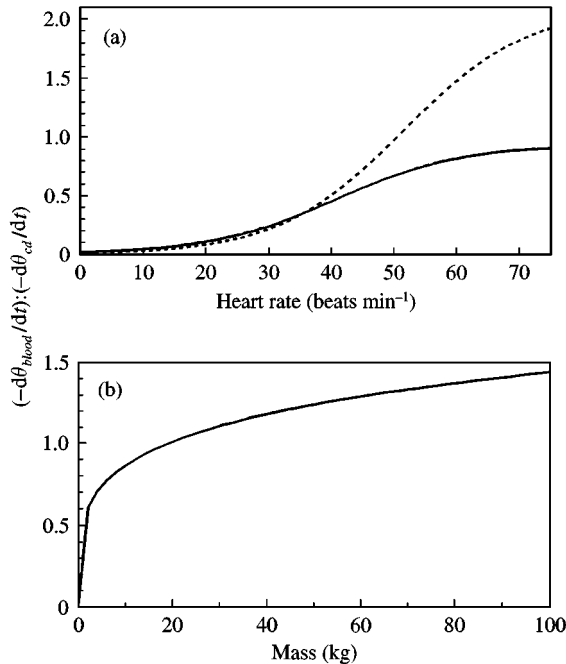 (−dθblood/dt):(−dθcd/dt)
(a)
2.0
1.5
1.0
0.5
0
0 10 20 30 40 50 60 70
Heart rate (beats min⁻¹)
(b)
1.5
1.0
0.5
0
0 20 40 60 80 100
Mass (kg)